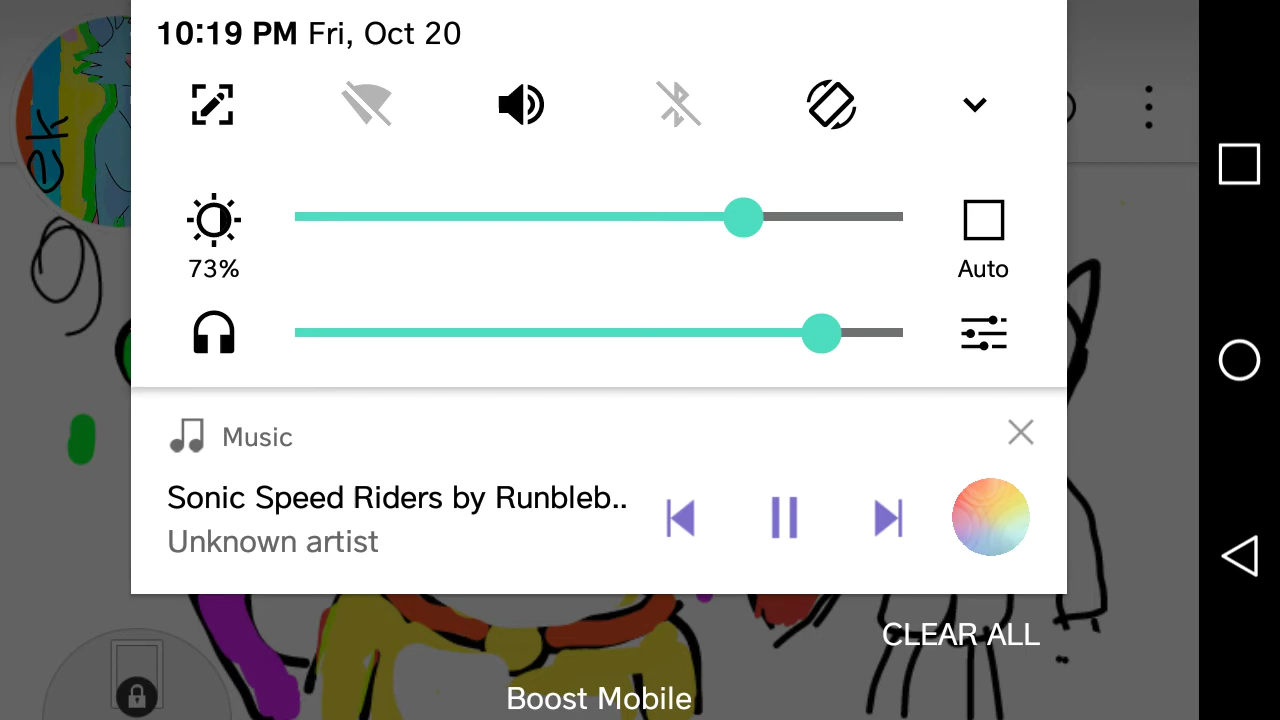 10:19 PM Fri, Oct 20
73%
Auto
Music
Sonic Speed Riders by Runbleb..
Unknown artist
CLEAR ALL
Boost Mobile
ek